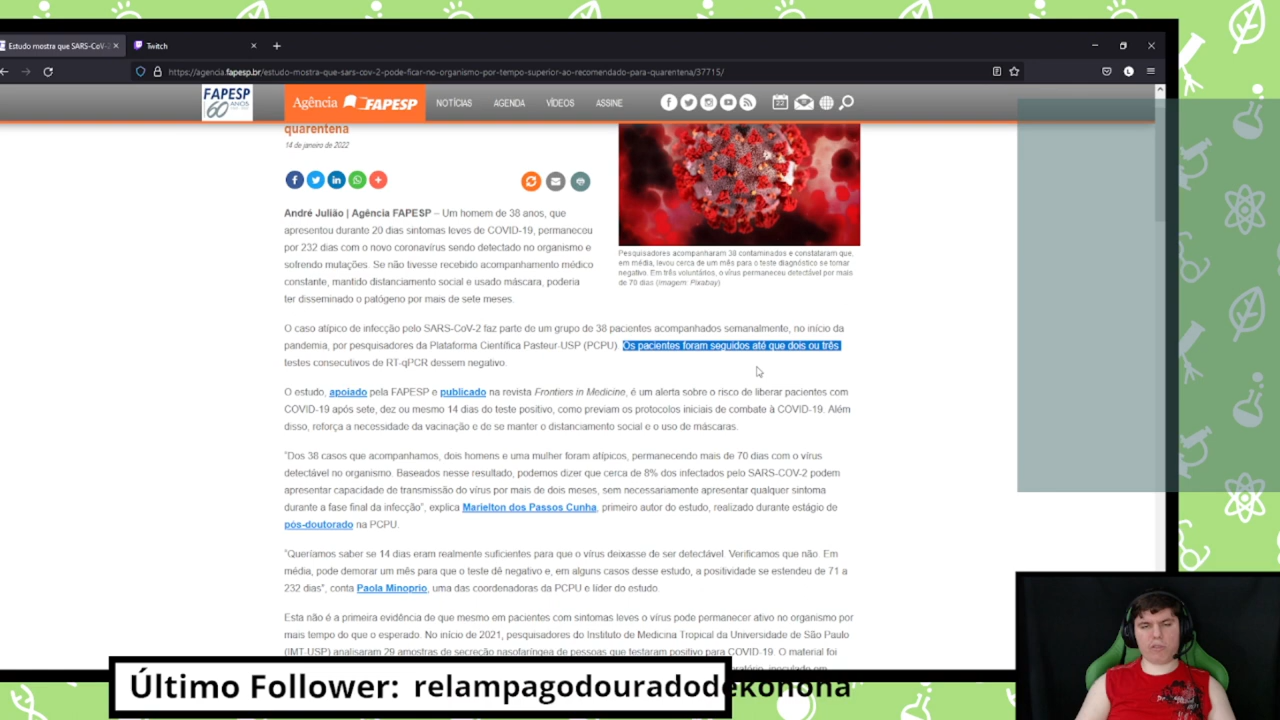 Estudo mostra que SARS-CoV-2
Twitch
https://agencia.fapesp.br/estudo-mostra-que-sars-cov-2-pode-ficar-no-organismo-por-tempo-superior-ao-recomendado-para-quarentena/37715/
FAPESP
60 ANOS
Agência FAPESP
NOTÍCIAS
AGENDA
VÍDEOS
ASSINE
22
quarentena
14 de janeiro de 2022
André Julião | Agência FAPESP – Um homem de 38 anos, que
apresentou durante 20 dias sintomas leves de COVID-19, permaneceu
por 232 dias com o novo coronavírus sendo detectado no organismo e
sofrendo mutações. Se não tivesse recebido acompanhamento médico
constante, mantido distanciamento social e usado máscara, poderia
ter disseminado o patógeno por mais de sete meses.
Pesquisadores acompanharam 38 contaminados e constataram que,
em média, levou cerca de um mês para o teste diagnóstico se tornar
negativo. Em três voluntários, o vírus permaneceu detectável por mais
de 70 dias (imagem: Pixabay)
O caso atípico de infecção pelo SARS-CoV-2 faz parte de um grupo de 38 pacientes acompanhados semanalmente, no início da
pandemia, por pesquisadores da Plataforma Científica Pasteur-USP (PCPU). Os pacientes foram seguidos até que dois ou três
testes consecutivos de RT-qPCR dessem negativo.
O estudo, apoiado pela FAPESP e publicado na revista Frontiers in Medicine, é um alerta sobre o risco de liberar pacientes com
COVID-19 após sete, dez ou mesmo 14 dias do teste positivo, como previam os protocolos iniciais de combate à COVID-19. Além
disso, reforça a necessidade da vacinação e de se manter o distanciamento social e o uso de máscaras.
“Dos 38 casos que acompanhamos, dois homens e uma mulher foram atípicos, permanecendo mais de 70 dias com o vírus
detectável no organismo. Baseados nesse resultado, podemos dizer que cerca de 8% dos infectados pelo SARS-COV-2 podem
apresentar capacidade de transmissão do vírus por mais de dois meses, sem necessariamente apresentar qualquer sintoma
durante a fase final da infecção”, explica Marielton dos Passos Cunha, primeiro autor do estudo, realizado durante estágio de
pós-doutorado na PCPU.
“Queríamos saber se 14 dias eram realmente suficientes para que o vírus deixasse de ser detectável. Verificamos que não. Em
média, pode demorar um mês para que o teste dê negativo e, em alguns casos desse estudo, a positividade se estendeu de 71 a
232 dias”, conta Paola Minoprio, uma das coordenadoras da PCPU e líder do estudo.
Esta não é a primeira evidência de que mesmo em pacientes com sintomas leves o vírus pode permanecer ativo no organismo por
mais tempo do que o esperado. No início de 2021, pesquisadores do Instituto de Medicina Tropical da Universidade de São Paulo
(IMT-USP) analisaram 29 amostras de secreção nasofaríngea de pessoas que testaram positivo para COVID-19. O material foi
Último Follower: relampagodouradodekonona